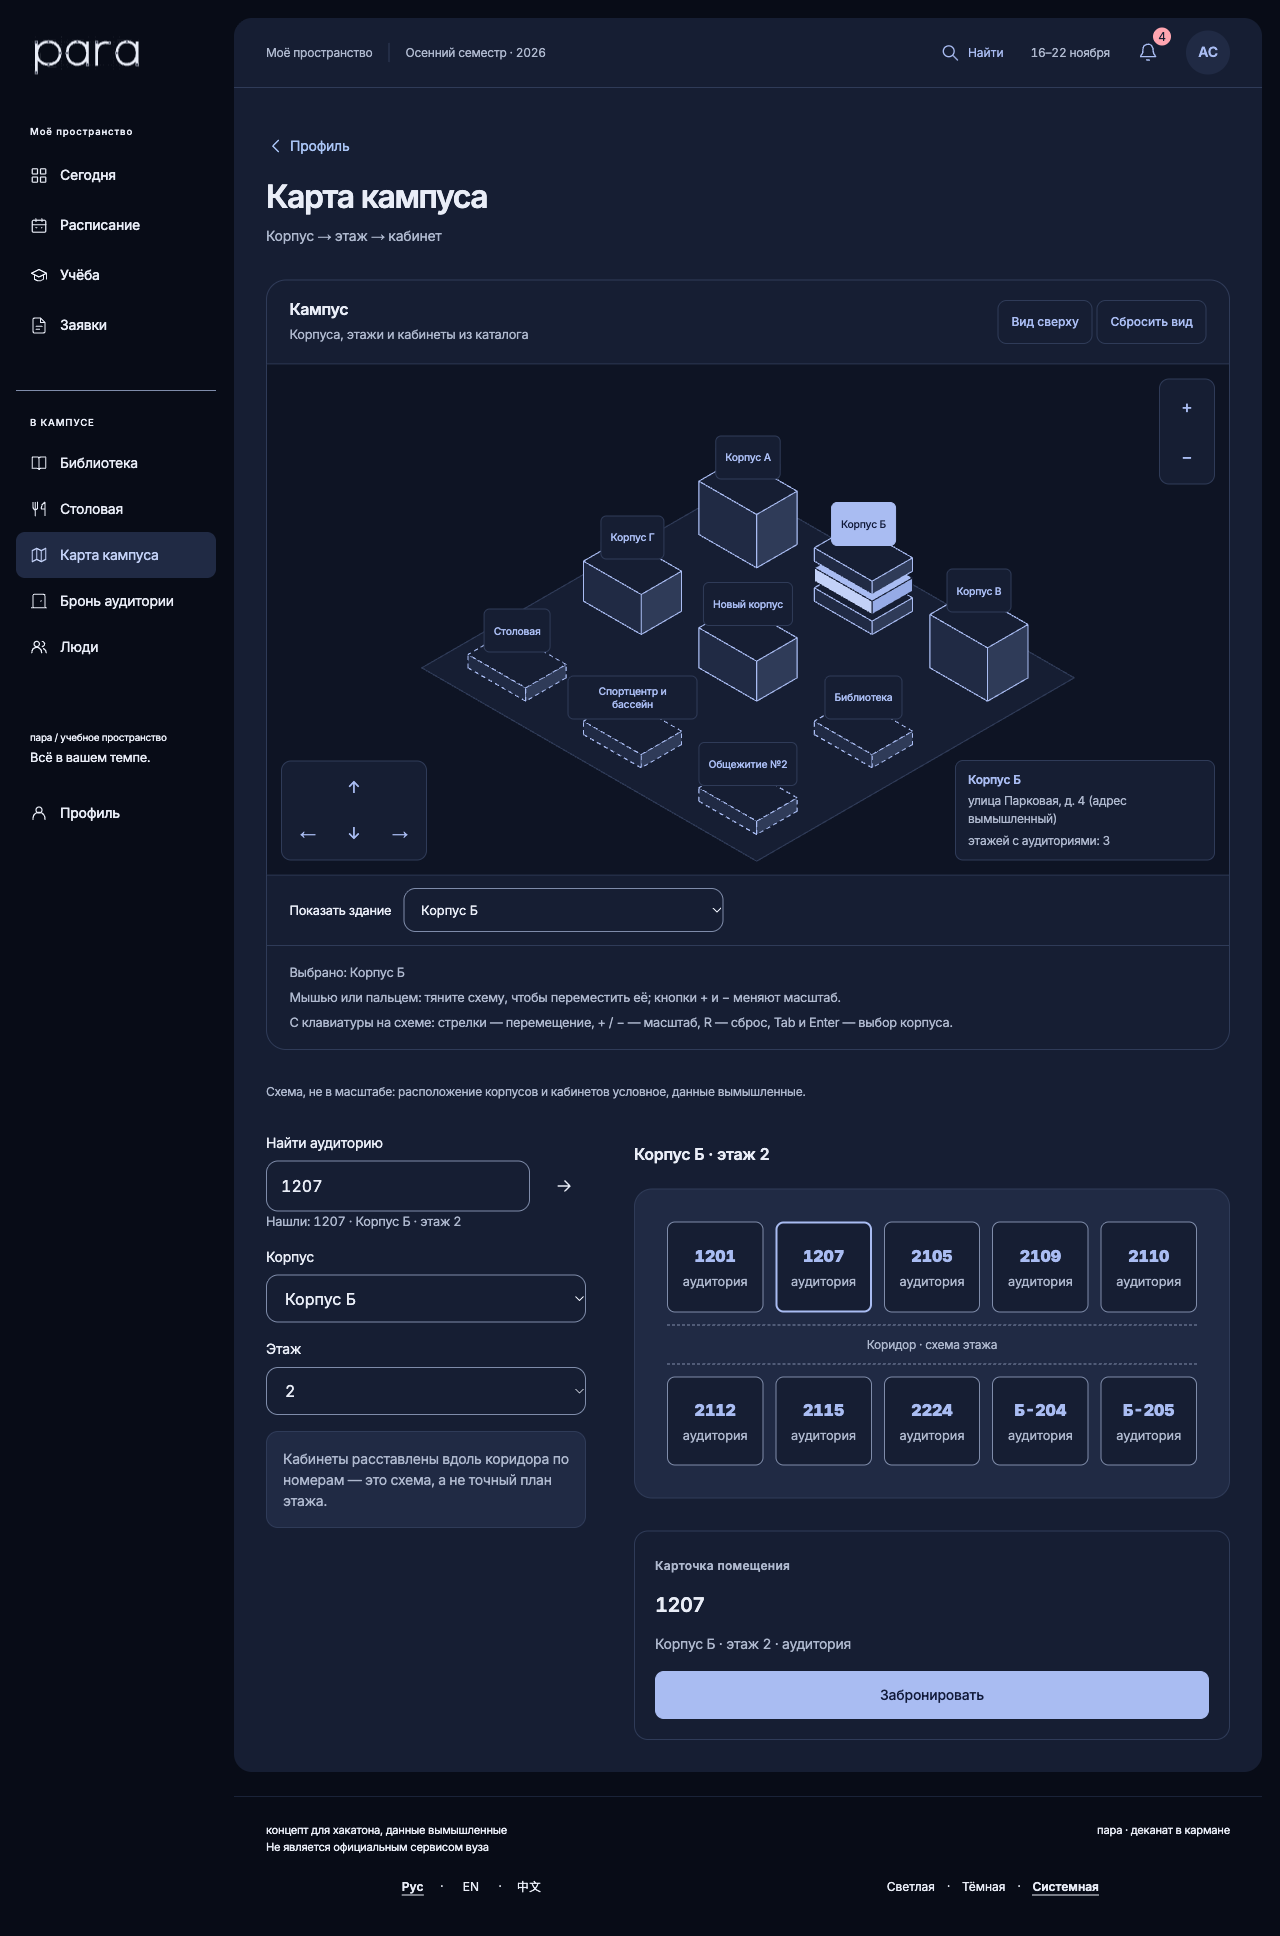 para
Моё пространство
Сегодня
Расписание
Учёба
Заявки
В КАМПУСЕ
Библиотека
Столовая
Карта кампуса
Бронь аудитории
Люди
пара / учебное пространство
Всё в вашем темпе.
Профиль
Моё пространство
Осенний семестр · 2026
Найти
16–22 ноября
4
АС
Профиль
Карта кампуса
Корпус → этаж → кабинет
Кампус
Корпуса, этажи и кабинеты из каталога
Вид сверху
Сбросить вид
+
−
Корпус А
Корпус Б
Корпус Г
Корпус В
Новый корпус
Столовая
Спортцентр и
бассейн
Библиотека
Общежитие №2
↑
← ↓ →
Корпус Б
улица Парковая, д. 4 (адрес
вымышленный)
этажей с аудиториями: 3
Показать здание
Корпус Б
Выбрано: Корпус Б
Мышью или пальцем: тяните схему, чтобы переместить её; кнопки + и − меняют масштаб.
С клавиатуры на схеме: стрелки — перемещение, + / − — масштаб, R — сброс, Tab и Enter — выбор корпуса.
Схема, не в масштабе: расположение корпусов и кабинетов условное, данные вымышленные.
Найти аудиторию
1207
→
Нашли: 1207 · Корпус Б · этаж 2
Корпус
Корпус Б
Этаж
2
Кабинеты расставлены вдоль коридора по
номерам — это схема, а не точный план
этажа.
Корпус Б · этаж 2
1201 1207 2105 2109 2110
аудитория аудитория аудитория аудитория аудитория
Коридор · схема этажа
2112 2115 2224 Б-204 Б-205
аудитория аудитория аудитория аудитория аудитория
Карточка помещения
1207
Корпус Б · этаж 2 · аудитория
Забронировать
концепт для хакатона, данные вымышленные
Не является официальным сервисом вуза
пара · деканат в кармане
Рус · EN · 中文
Светлая · Тёмная · Системная